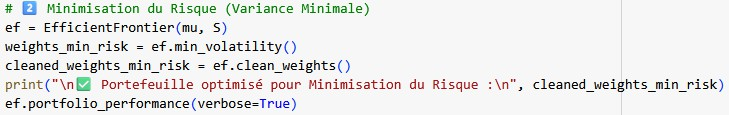 # 2️⃣ Minimisation du Risque (Variance Minimale)
ef = EfficientFrontier(mu, S)
weights_min_risk = ef.min_volatility()
cleaned_weights_min_risk = ef.clean_weights()
print("\n✅ Portefeuille optimisé pour Minimisation du Risque :\n", cleaned_weights_min_risk)
ef.portfolio_performance(verbose=True)